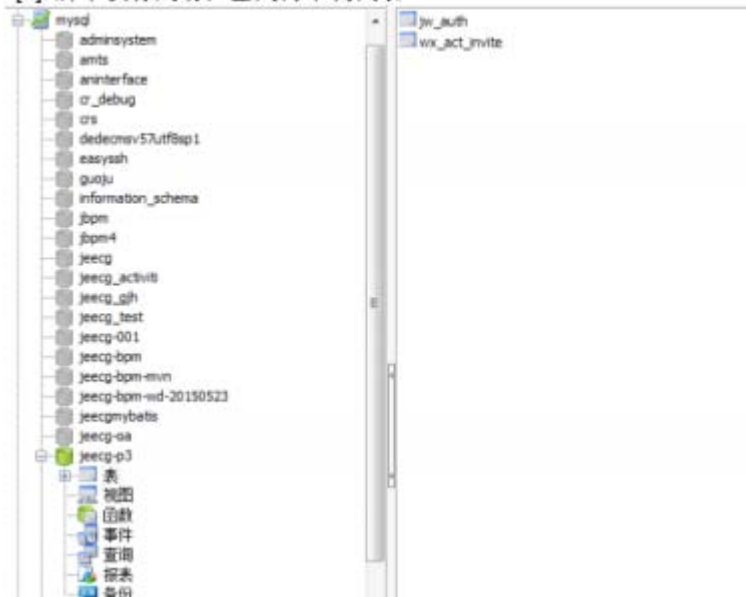 mysql
adminsystem
amts
aninterface
cr_debug
crs
dedecmsv57utf8sp1
easyssh
guoju
information_schema
jbpm
jbpm4
jeecg
jeecg_activiti
jeecg_gjh
jeecg_test
jeecg-001
jeecg-bpm
jeecg-bpm-mvn
jeecg-bpm-wd-20150523
jeecgmybatis
jeecg-oa
jeecg-p3
表
视图
函数
事件
查询
报表
备份
jw_auth
wx_act_invite